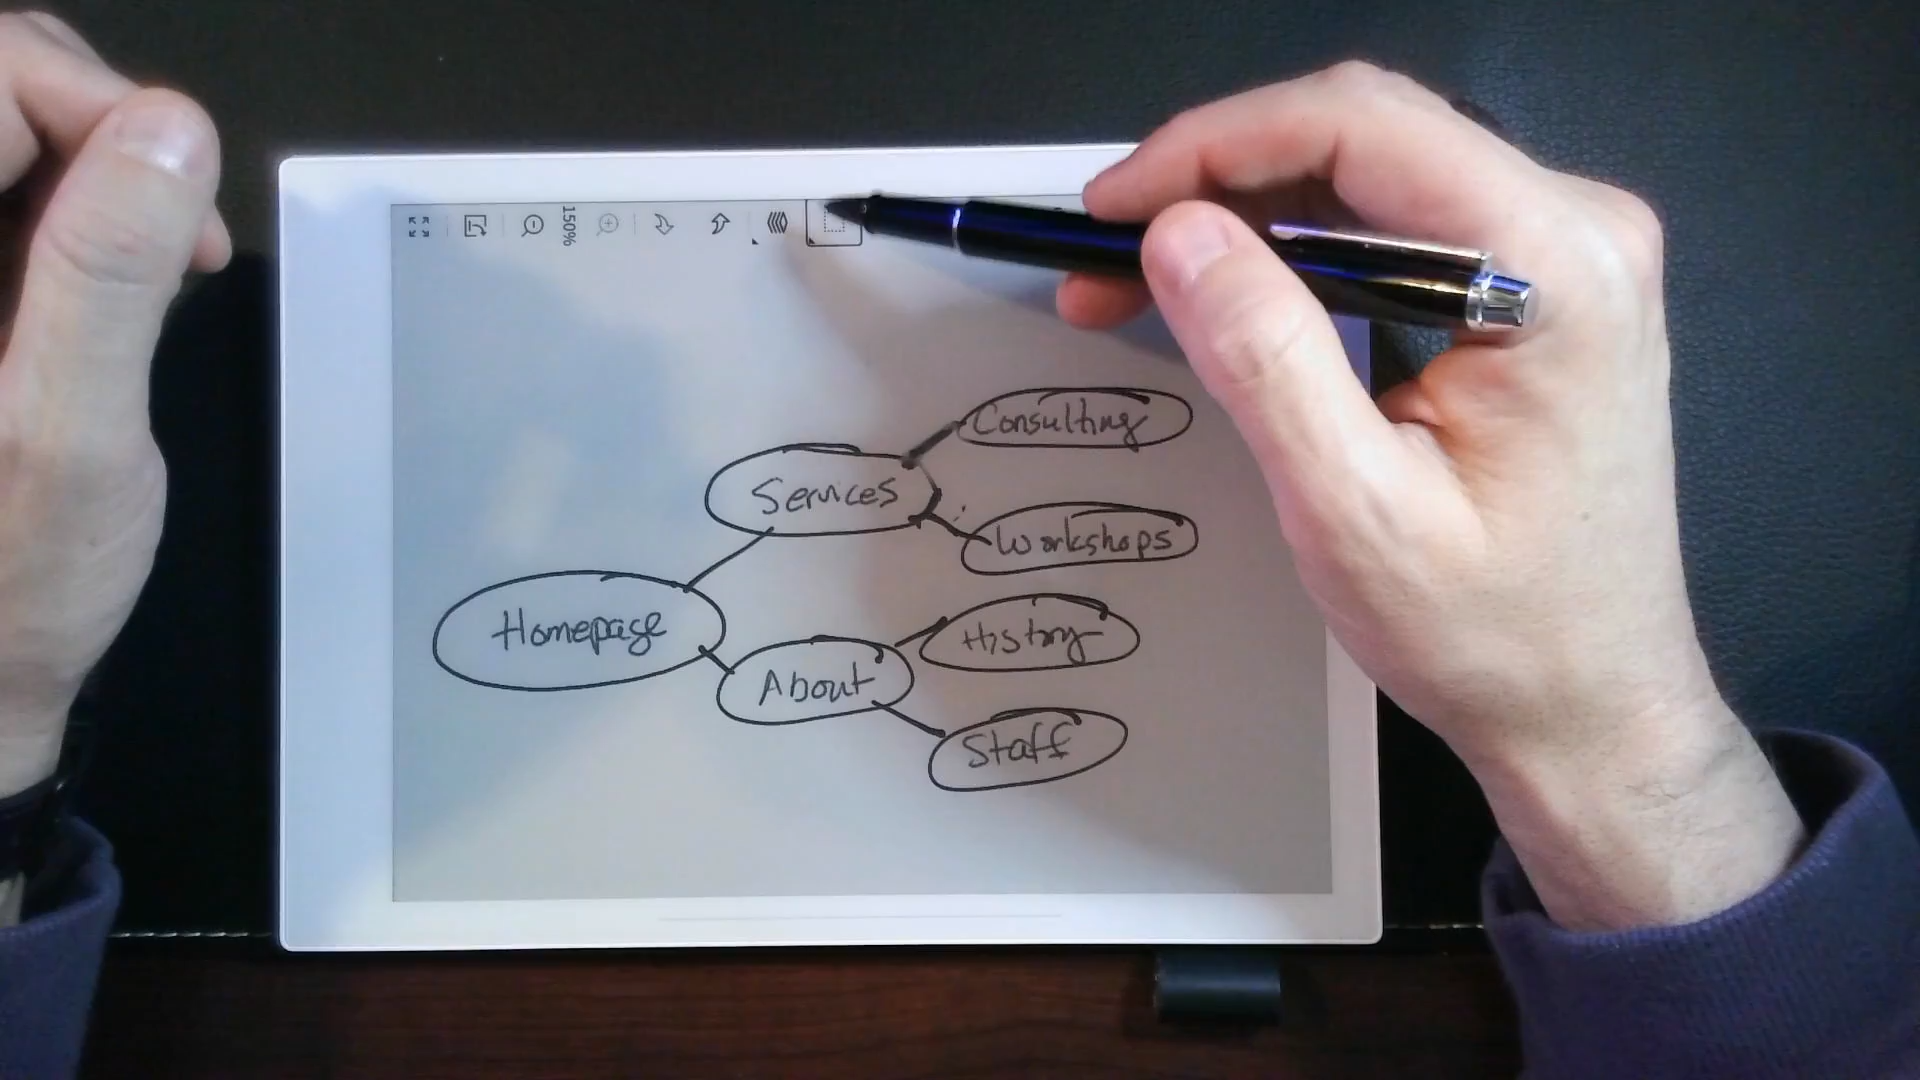 150%
Consulting
Services
Workshops
Homepage
History
About
Staff